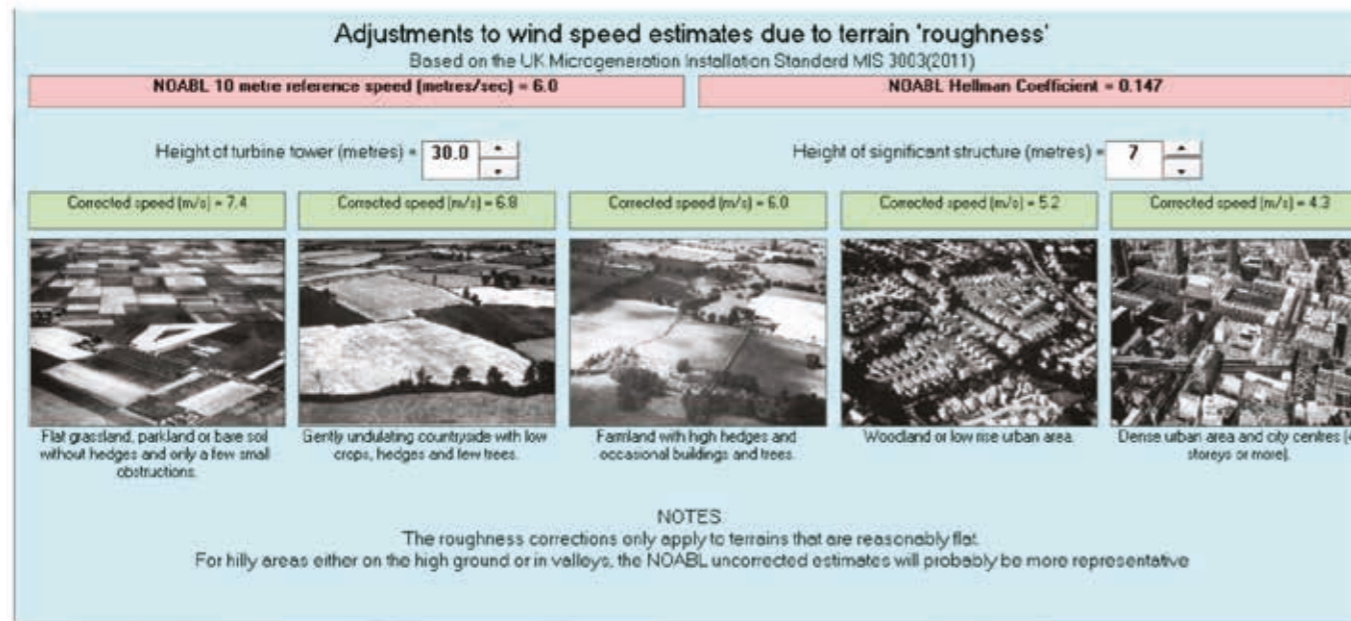 Adjustments to wind speed estimates due to terrain 'roughness'
Based on the UK Microgeneration Installation Standard MIS 3003(2011)
NOABL 10 metre reference speed (metres/sec) = 6.0
NOABL Hellman Coefficient = 0.147
Height of turbine tower (metres) = 30.0
Height of significant structure (metres) = 7
Corrected speed (m/s) = 7.4
Corrected speed (m/s) = 6.8
Corrected speed (m/s) = 6.0
Corrected speed (m/s) = 5.2
Corrected speed (m/s) = 4.3
Flat grassland, parkland or bare soil
without hedges and only a few small
obstructions.
Gently undulating countryside with low
crops, hedges and few trees.
Farmland with high hedges and
occasional buildings and trees.
Woodland or low rise urban area.
Dense urban area and city centres (4
storeys or more).
NOTES
The roughness corrections only apply to terrains that are reasonably flat.
For hilly areas either on the high ground or in valleys, the NOABL uncorrected estimates will probably be more representative